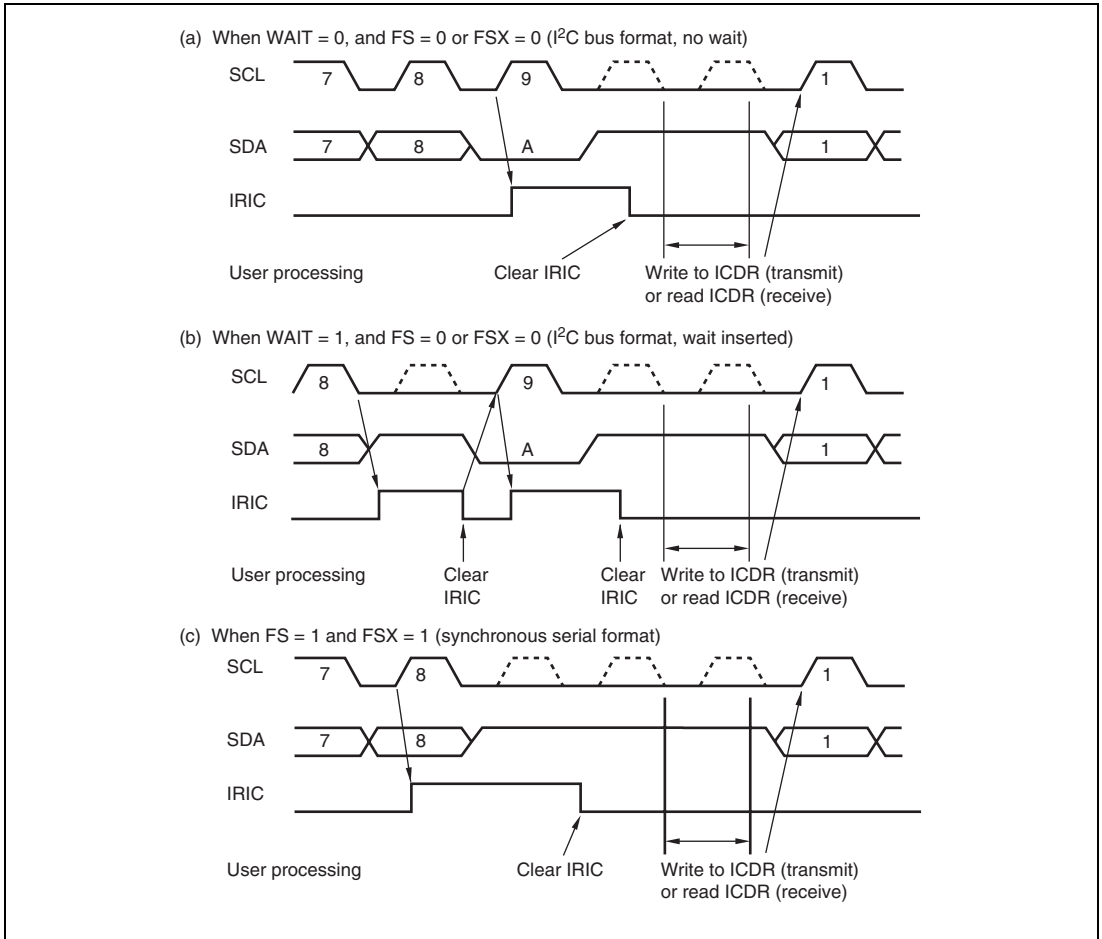 (a) When WAIT = 0, and FS = 0 or FSX = 0 (I²C bus format, no wait)
SCL 7 8 9 1
SDA 7 8 A 1
IRIC
User processing Clear IRIC Write to ICDR (transmit)
or read ICDR (receive)
(b) When WAIT = 1, and FS = 0 or FSX = 0 (I²C bus format, wait inserted)
SCL 8 9 1
SDA 8 A 1
IRIC
User processing Clear Clear Write to ICDR (transmit)
IRIC IRIC or read ICDR (receive)
(c) When FS = 1 and FSX = 1 (synchronous serial format)
SCL 7 8 1
SDA 7 8 1
IRIC
User processing Clear IRIC Write to ICDR (transmit)
or read ICDR (receive)